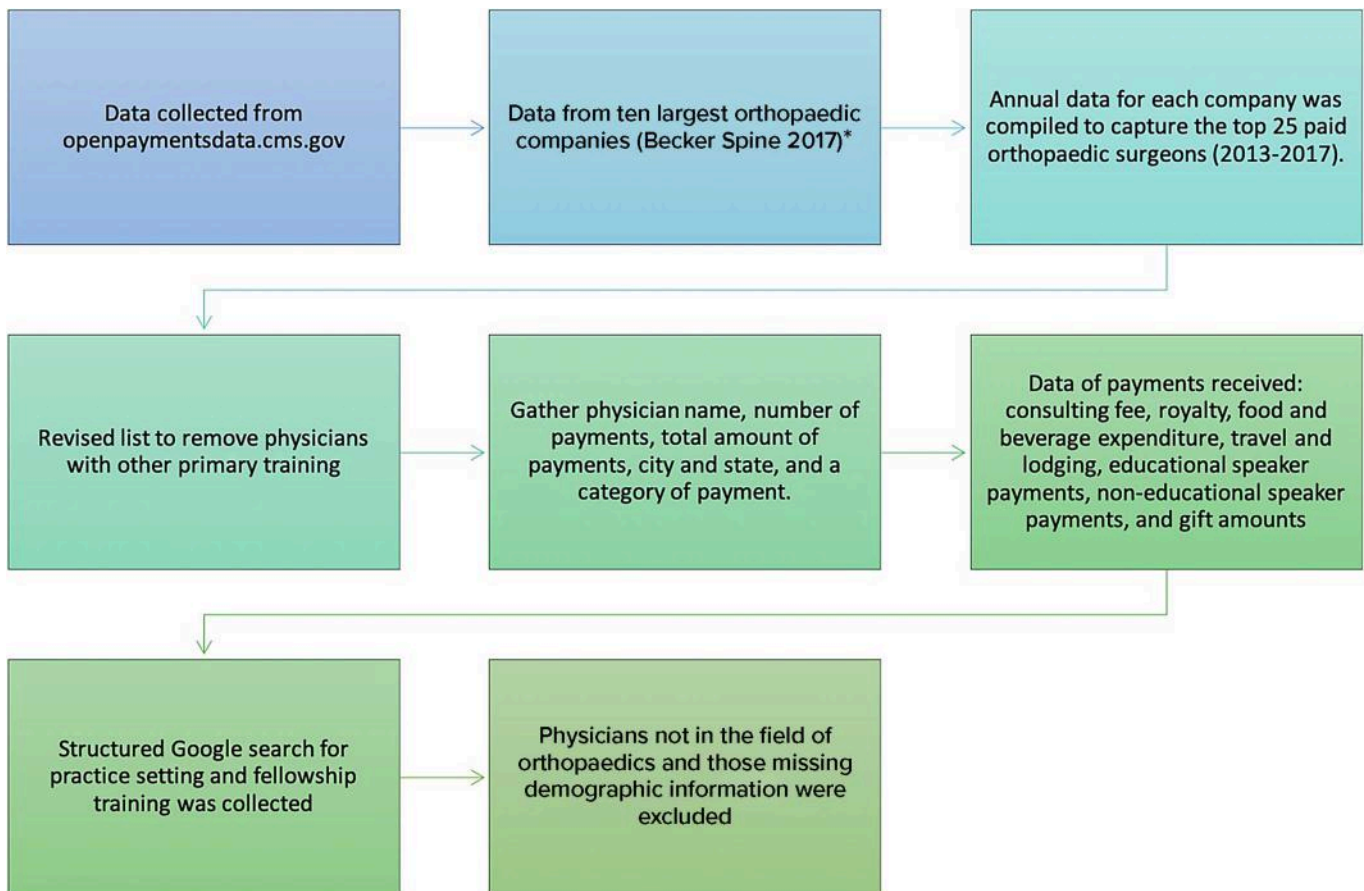 Data collected from
openpaymentsdata.cms.gov
Data from ten largest orthopaedic
companies (Becker Spine 2017)*
Annual data for each company was
compiled to capture the top 25 paid
orthopaedic surgeons (2013-2017).
Revised list to remove physicians
with other primary training
Gather physician name, number of
payments, total amount of
payments, city and state, and a
category of payment.
Data of payments received:
consulting fee, royalty, food and
beverage expenditure, travel and
lodging, educational speaker
payments, non-educational speaker
payments, and gift amounts
Structured Google search for
practice setting and fellowship
training was collected
Physicians not in the field of
orthopaedics and those missing
demographic information were
excluded